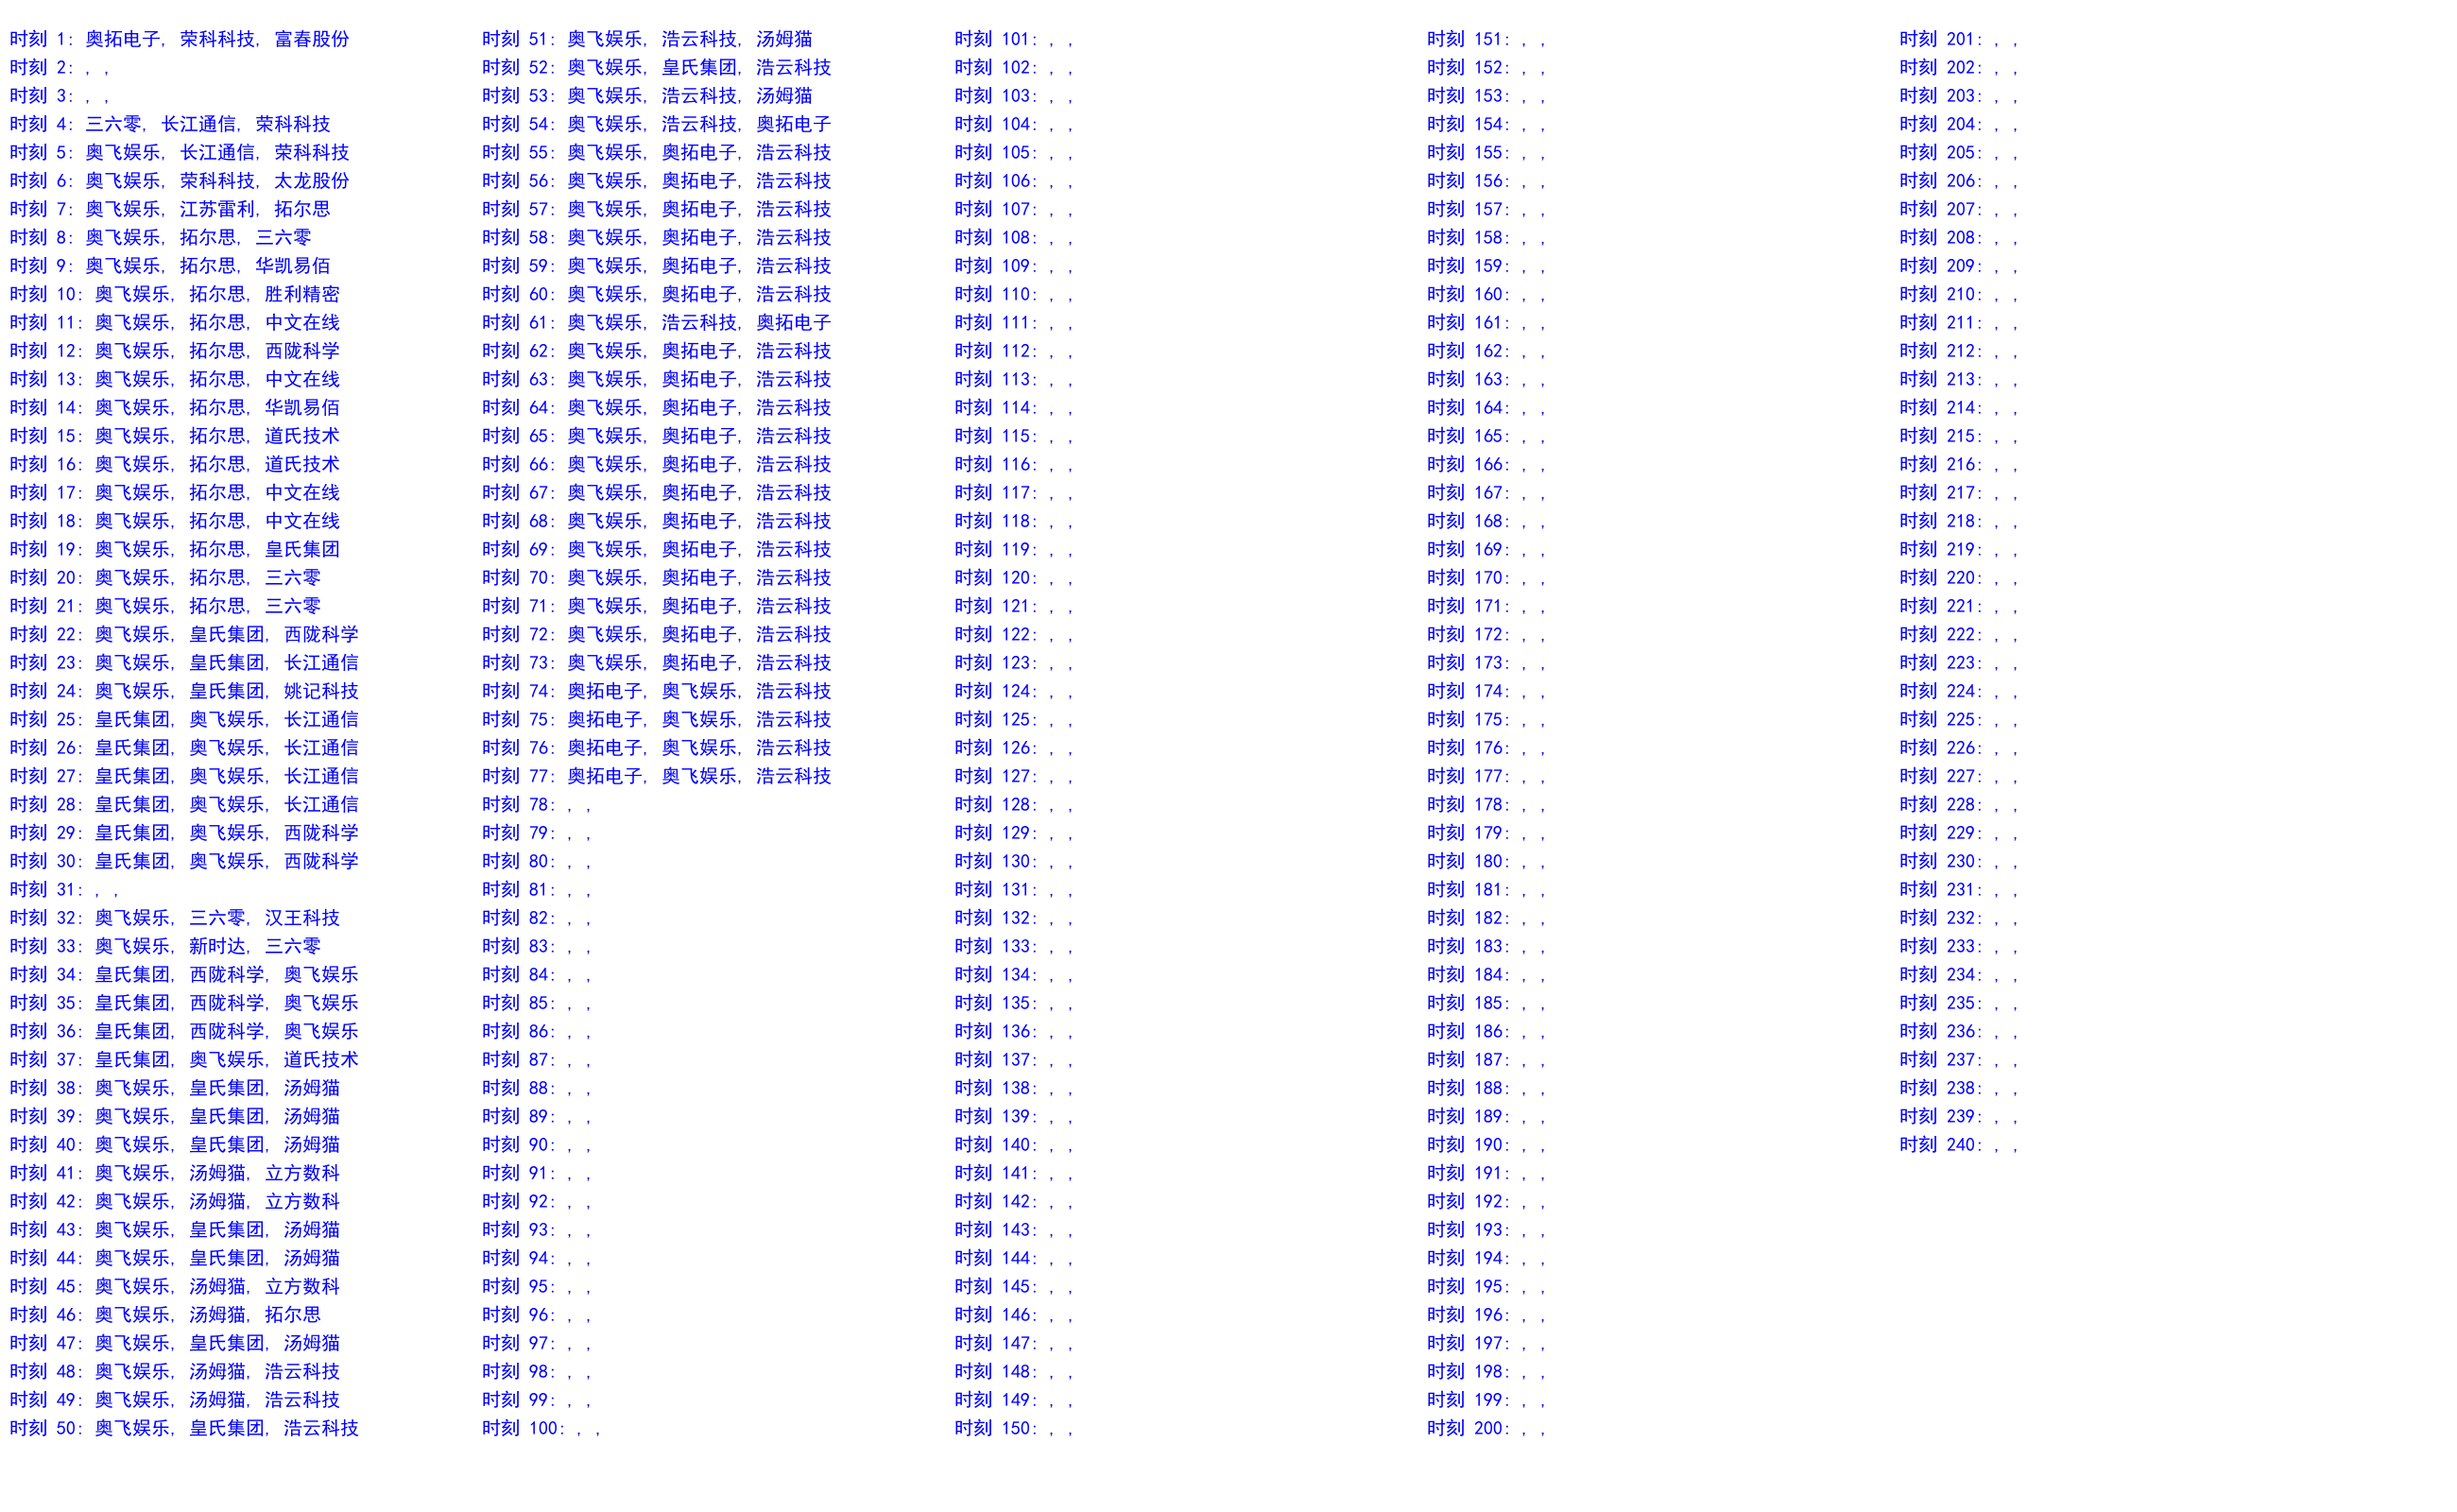 时刻 1: 奥拓电子, 荣科科技, 富春股份
时刻 2: , ,
时刻 3: , ,
时刻 4: 三六零, 长江通信, 荣科科技
时刻 5: 奥飞娱乐, 长江通信, 荣科科技
时刻 6: 奥飞娱乐, 荣科科技, 太龙股份
时刻 7: 奥飞娱乐, 江苏雷利, 拓尔思
时刻 8: 奥飞娱乐, 拓尔思, 三六零
时刻 9: 奥飞娱乐, 拓尔思, 华凯易佰
时刻 10: 奥飞娱乐, 拓尔思, 胜利精密
时刻 11: 奥飞娱乐, 拓尔思, 中文在线
时刻 12: 奥飞娱乐, 拓尔思, 西陇科学
时刻 13: 奥飞娱乐, 拓尔思, 中文在线
时刻 14: 奥飞娱乐, 拓尔思, 华凯易佰
时刻 15: 奥飞娱乐, 拓尔思, 道氏技术
时刻 16: 奥飞娱乐, 拓尔思, 道氏技术
时刻 17: 奥飞娱乐, 拓尔思, 中文在线
时刻 18: 奥飞娱乐, 拓尔思, 中文在线
时刻 19: 奥飞娱乐, 拓尔思, 皇氏集团
时刻 20: 奥飞娱乐, 拓尔思, 三六零
时刻 21: 奥飞娱乐, 拓尔思, 三六零
时刻 22: 奥飞娱乐, 皇氏集团, 西陇科学
时刻 23: 奥飞娱乐, 皇氏集团, 长江通信
时刻 24: 奥飞娱乐, 皇氏集团, 姚记科技
时刻 25: 皇氏集团, 奥飞娱乐, 长江通信
时刻 26: 皇氏集团, 奥飞娱乐, 长江通信
时刻 27: 皇氏集团, 奥飞娱乐, 长江通信
时刻 28: 皇氏集团, 奥飞娱乐, 长江通信
时刻 29: 皇氏集团, 奥飞娱乐, 西陇科学
时刻 30: 皇氏集团, 奥飞娱乐, 西陇科学
时刻 31: , ,
时刻 32: 奥飞娱乐, 三六零, 汉王科技
时刻 33: 奥飞娱乐, 新时达, 三六零
时刻 34: 皇氏集团, 西陇科学, 奥飞娱乐
时刻 35: 皇氏集团, 西陇科学, 奥飞娱乐
时刻 36: 皇氏集团, 西陇科学, 奥飞娱乐
时刻 37: 皇氏集团, 奥飞娱乐, 道氏技术
时刻 38: 奥飞娱乐, 皇氏集团, 汤姆猫
时刻 39: 奥飞娱乐, 皇氏集团, 汤姆猫
时刻 40: 奥飞娱乐, 皇氏集团, 汤姆猫
时刻 41: 奥飞娱乐, 汤姆猫, 立方数科
时刻 42: 奥飞娱乐, 汤姆猫, 立方数科
时刻 43: 奥飞娱乐, 皇氏集团, 汤姆猫
时刻 44: 奥飞娱乐, 皇氏集团, 汤姆猫
时刻 45: 奥飞娱乐, 汤姆猫, 立方数科
时刻 46: 奥飞娱乐, 汤姆猫, 拓尔思
时刻 47: 奥飞娱乐, 皇氏集团, 汤姆猫
时刻 48: 奥飞娱乐, 汤姆猫, 浩云科技
时刻 49: 奥飞娱乐, 汤姆猫, 浩云科技
时刻 50: 奥飞娱乐, 皇氏集团, 浩云科技
时刻 51: 奥飞娱乐, 浩云科技, 汤姆猫
时刻 52: 奥飞娱乐, 皇氏集团, 浩云科技
时刻 53: 奥飞娱乐, 浩云科技, 汤姆猫
时刻 54: 奥飞娱乐, 浩云科技, 奥拓电子
时刻 55: 奥飞娱乐, 奥拓电子, 浩云科技
时刻 56: 奥飞娱乐, 奥拓电子, 浩云科技
时刻 57: 奥飞娱乐, 奥拓电子, 浩云科技
时刻 58: 奥飞娱乐, 奥拓电子, 浩云科技
时刻 59: 奥飞娱乐, 奥拓电子, 浩云科技
时刻 60: 奥飞娱乐, 奥拓电子, 浩云科技
时刻 61: 奥飞娱乐, 浩云科技, 奥拓电子
时刻 62: 奥飞娱乐, 奥拓电子, 浩云科技
时刻 63: 奥飞娱乐, 奥拓电子, 浩云科技
时刻 64: 奥飞娱乐, 奥拓电子, 浩云科技
时刻 65: 奥飞娱乐, 奥拓电子, 浩云科技
时刻 66: 奥飞娱乐, 奥拓电子, 浩云科技
时刻 67: 奥飞娱乐, 奥拓电子, 浩云科技
时刻 68: 奥飞娱乐, 奥拓电子, 浩云科技
时刻 69: 奥飞娱乐, 奥拓电子, 浩云科技
时刻 70: 奥飞娱乐, 奥拓电子, 浩云科技
时刻 71: 奥飞娱乐, 奥拓电子, 浩云科技
时刻 72: 奥飞娱乐, 奥拓电子, 浩云科技
时刻 73: 奥飞娱乐, 奥拓电子, 浩云科技
时刻 74: 奥拓电子, 奥飞娱乐, 浩云科技
时刻 75: 奥拓电子, 奥飞娱乐, 浩云科技
时刻 76: 奥拓电子, 奥飞娱乐, 浩云科技
时刻 77: 奥拓电子, 奥飞娱乐, 浩云科技
时刻 78: , ,
时刻 79: , ,
时刻 80: , ,
时刻 81: , ,
时刻 82: , ,
时刻 83: , ,
时刻 84: , ,
时刻 85: , ,
时刻 86: , ,
时刻 87: , ,
时刻 88: , ,
时刻 89: , ,
时刻 90: , ,
时刻 91: , ,
时刻 92: , ,
时刻 93: , ,
时刻 94: , ,
时刻 95: , ,
时刻 96: , ,
时刻 97: , ,
时刻 98: , ,
时刻 99: , ,
时刻 100: , ,
时刻 101: , ,
时刻 102: , ,
时刻 103: , ,
时刻 104: , ,
时刻 105: , ,
时刻 106: , ,
时刻 107: , ,
时刻 108: , ,
时刻 109: , ,
时刻 110: , ,
时刻 111: , ,
时刻 112: , ,
时刻 113: , ,
时刻 114: , ,
时刻 115: , ,
时刻 116: , ,
时刻 117: , ,
时刻 118: , ,
时刻 119: , ,
时刻 120: , ,
时刻 121: , ,
时刻 122: , ,
时刻 123: , ,
时刻 124: , ,
时刻 125: , ,
时刻 126: , ,
时刻 127: , ,
时刻 128: , ,
时刻 129: , ,
时刻 130: , ,
时刻 131: , ,
时刻 132: , ,
时刻 133: , ,
时刻 134: , ,
时刻 135: , ,
时刻 136: , ,
时刻 137: , ,
时刻 138: , ,
时刻 139: , ,
时刻 140: , ,
时刻 141: , ,
时刻 142: , ,
时刻 143: , ,
时刻 144: , ,
时刻 145: , ,
时刻 146: , ,
时刻 147: , ,
时刻 148: , ,
时刻 149: , ,
时刻 150: , ,
时刻 151: , ,
时刻 152: , ,
时刻 153: , ,
时刻 154: , ,
时刻 155: , ,
时刻 156: , ,
时刻 157: , ,
时刻 158: , ,
时刻 159: , ,
时刻 160: , ,
时刻 161: , ,
时刻 162: , ,
时刻 163: , ,
时刻 164: , ,
时刻 165: , ,
时刻 166: , ,
时刻 167: , ,
时刻 168: , ,
时刻 169: , ,
时刻 170: , ,
时刻 171: , ,
时刻 172: , ,
时刻 173: , ,
时刻 174: , ,
时刻 175: , ,
时刻 176: , ,
时刻 177: , ,
时刻 178: , ,
时刻 179: , ,
时刻 180: , ,
时刻 181: , ,
时刻 182: , ,
时刻 183: , ,
时刻 184: , ,
时刻 185: , ,
时刻 186: , ,
时刻 187: , ,
时刻 188: , ,
时刻 189: , ,
时刻 190: , ,
时刻 191: , ,
时刻 192: , ,
时刻 193: , ,
时刻 194: , ,
时刻 195: , ,
时刻 196: , ,
时刻 197: , ,
时刻 198: , ,
时刻 199: , ,
时刻 200: , ,
时刻 201: , ,
时刻 202: , ,
时刻 203: , ,
时刻 204: , ,
时刻 205: , ,
时刻 206: , ,
时刻 207: , ,
时刻 208: , ,
时刻 209: , ,
时刻 210: , ,
时刻 211: , ,
时刻 212: , ,
时刻 213: , ,
时刻 214: , ,
时刻 215: , ,
时刻 216: , ,
时刻 217: , ,
时刻 218: , ,
时刻 219: , ,
时刻 220: , ,
时刻 221: , ,
时刻 222: , ,
时刻 223: , ,
时刻 224: , ,
时刻 225: , ,
时刻 226: , ,
时刻 227: , ,
时刻 228: , ,
时刻 229: , ,
时刻 230: , ,
时刻 231: , ,
时刻 232: , ,
时刻 233: , ,
时刻 234: , ,
时刻 235: , ,
时刻 236: , ,
时刻 237: , ,
时刻 238: , ,
时刻 239: , ,
时刻 240: , ,